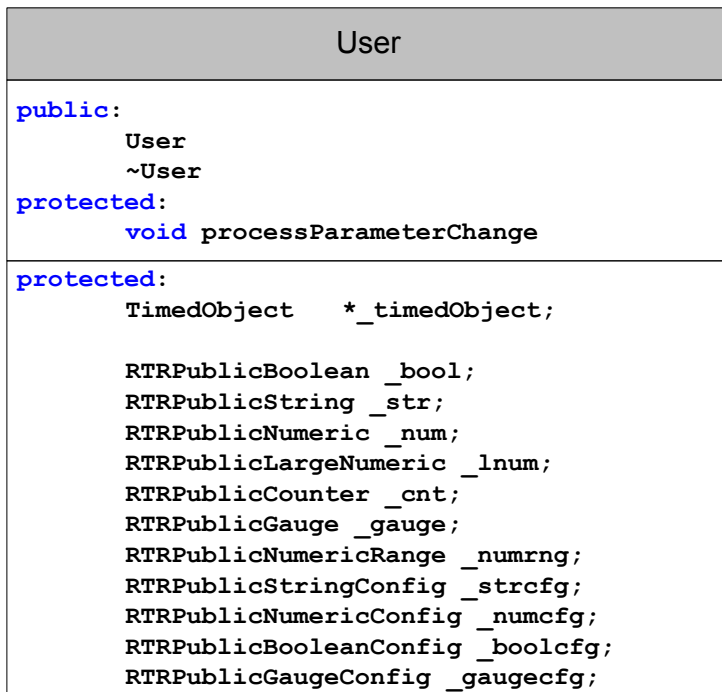 User
public:
User
~User
protected:
void processParameterChange
protected:
TimedObject *_timedObject;
RTRPublicBoolean _bool;
RTRPublicString _str;
RTRPublicNumeric _num;
RTRPublicLargeNumeric _lnum;
RTRPublicCounter _cnt;
RTRPublicGauge _gauge;
RTRPublicNumericRange _numrng;
RTRPublicStringConfig _strcfg;
RTRPublicNumericConfig _numcfg;
RTRPublicBooleanConfig _boolcfg;
RTRPublicGaugeConfig _gaugecfg;